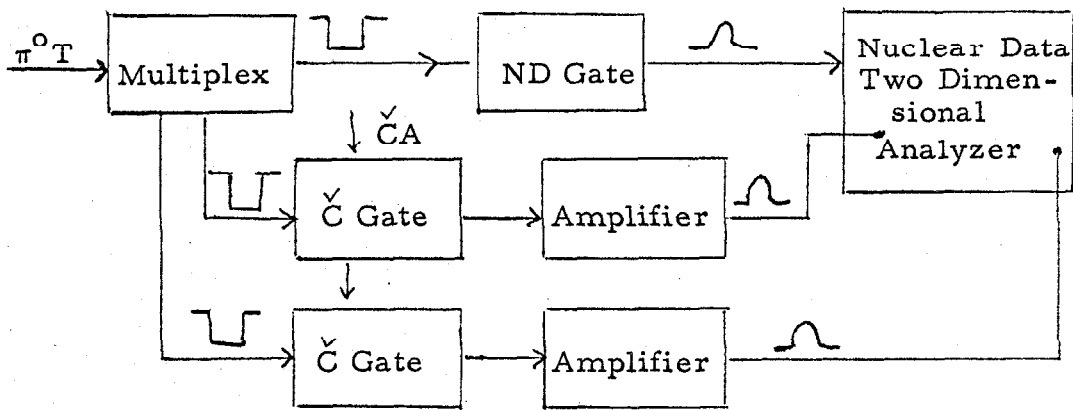 π°T
Multiplex
ND Gate
Nuclear Data
Two Dimen-
sional
Analyzer
ČA
Č Gate
Amplifier
Č Gate
Amplifier